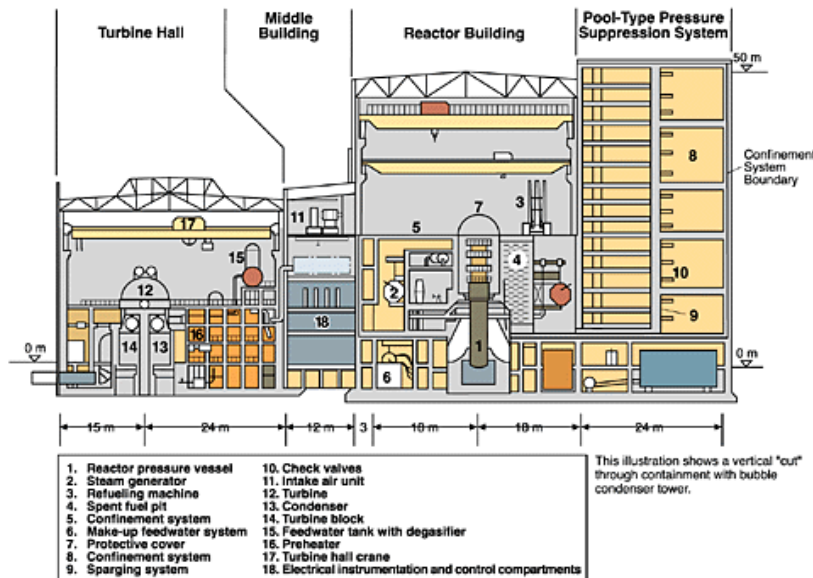 Turbine Hall
Middle
Building
Reactor Building
Pool-Type Pressure
Suppression System
50 m
Confinement
System
Boundary
17
15
12
14
13
16
11
18
5
7
3
2
4
1
6
8
10
9
0 m
0 m
15 m
24 m
12 m
3
18 m
18 m
24 m
1. Reactor pressure vessel
2. Steam generator
3. Refueling machine
4. Spent fuel pit
5. Confinement system
6. Make-up feedwater system
7. Protective cover
8. Confinement system
9. Sparging system
10. Check valves
11. Intake air unit
12. Turbine
13. Condenser
14. Turbine block
15. Feedwater tank with degasifier
16. Preheater
17. Turbine hall crane
18. Electrical instrumentation and control compartments
This illustration shows a vertical "cut"
through containment with bubble
condenser tower.